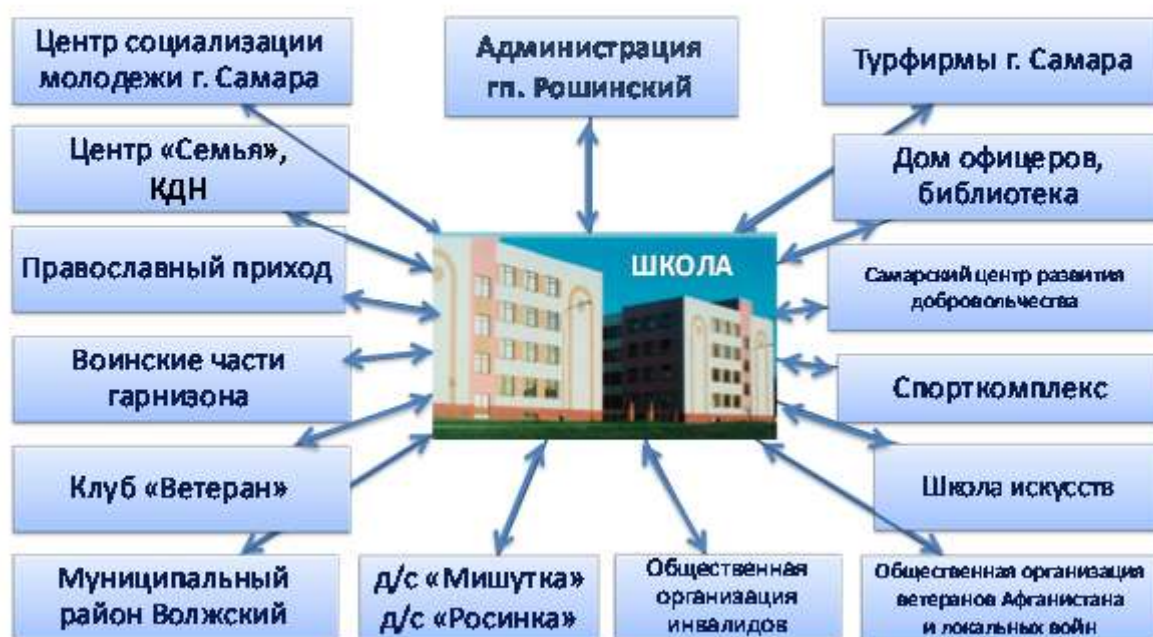 Центр социализации
молодежи г. Самара
Администрация
гп. Рошинский
Турфирмы г. Самара
Центр «Семья»,
КДН
Дом офицеров,
библиотека
Православный приход
ШКОЛА
Самарский центр развития
добровольчества
Воинские части
гарнизона
Спорткомплекс
Клуб «Ветеран»
Школа искусств
Муниципальный
район Волжский
д/с «Мишутка»
д/с «Росинка»
Общественная
организация
инвалидов
Общественная организация
ветеранов Афганистана
и локальных войн